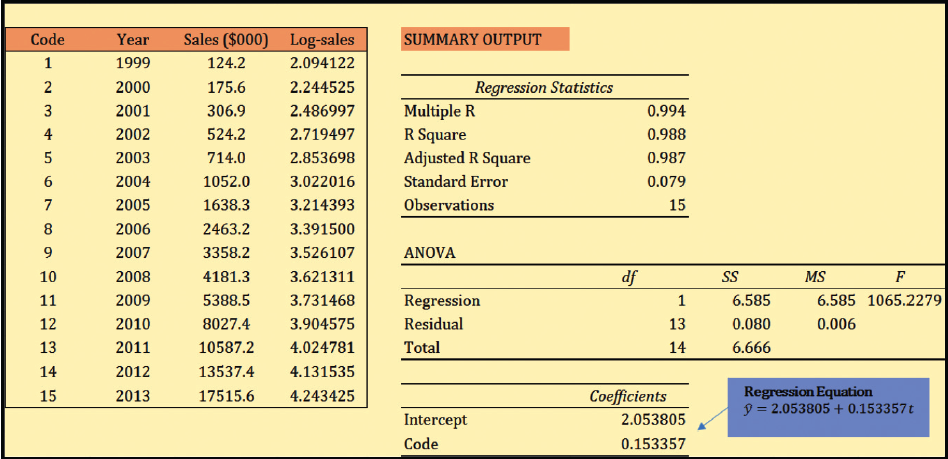 Code Year Sales ($000) Log-sales
1 1999 124.2 2.094122
2 2000 175.6 2.244525
3 2001 306.9 2.486997
4 2002 524.2 2.719497
5 2003 714.0 2.853698
6 2004 1052.0 3.022016
7 2005 1638.3 3.214393
8 2006 2463.2 3.391500
9 2007 3358.2 3.526107
10 2008 4181.3 3.621311
11 2009 5388.5 3.731468
12 2010 8027.4 3.904575
13 2011 10587.2 4.024781
14 2012 13537.4 4.131535
15 2013 17515.6 4.243425
SUMMARY OUTPUT
Regression Statistics
Multiple R 0.994
R Square 0.988
Adjusted R Square 0.987
Standard Error 0.079
Observations 15
ANOVA
df SS MS F
Regression 1 6.585 6.585 1065.2279
Residual 13 0.080 0.006
Total 14 6.666
Coefficients
Intercept 2.053805
Code 0.153357
Regression Equation
ŷ = 2.053805 + 0.153357t